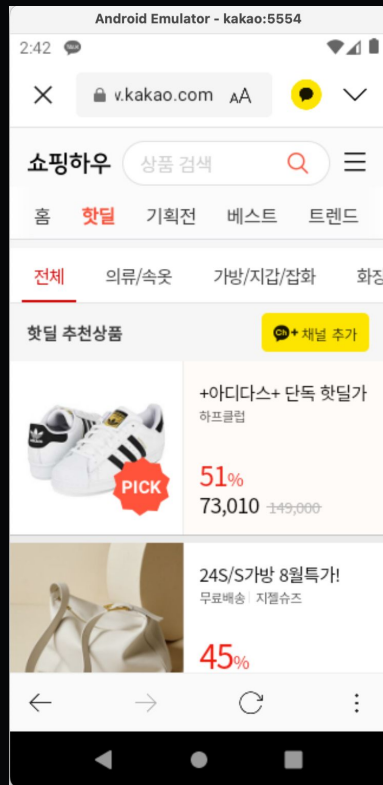 Android Emulator - kakao:5554
2:42 TALK
v.kakao.com AA
쇼핑하우 상품 검색
홈 핫딜 기획전 베스트 트렌드
전체 의류/속옷 가방/지갑/잡화 화장
핫딜 추천상품 Ch+ 채널 추가
+아디다스+ 단독 핫딜가
하프클럽
PICK
51%
73,010 149,000
24S/S가방 8월특가!
무료배송 지젤슈즈
45%